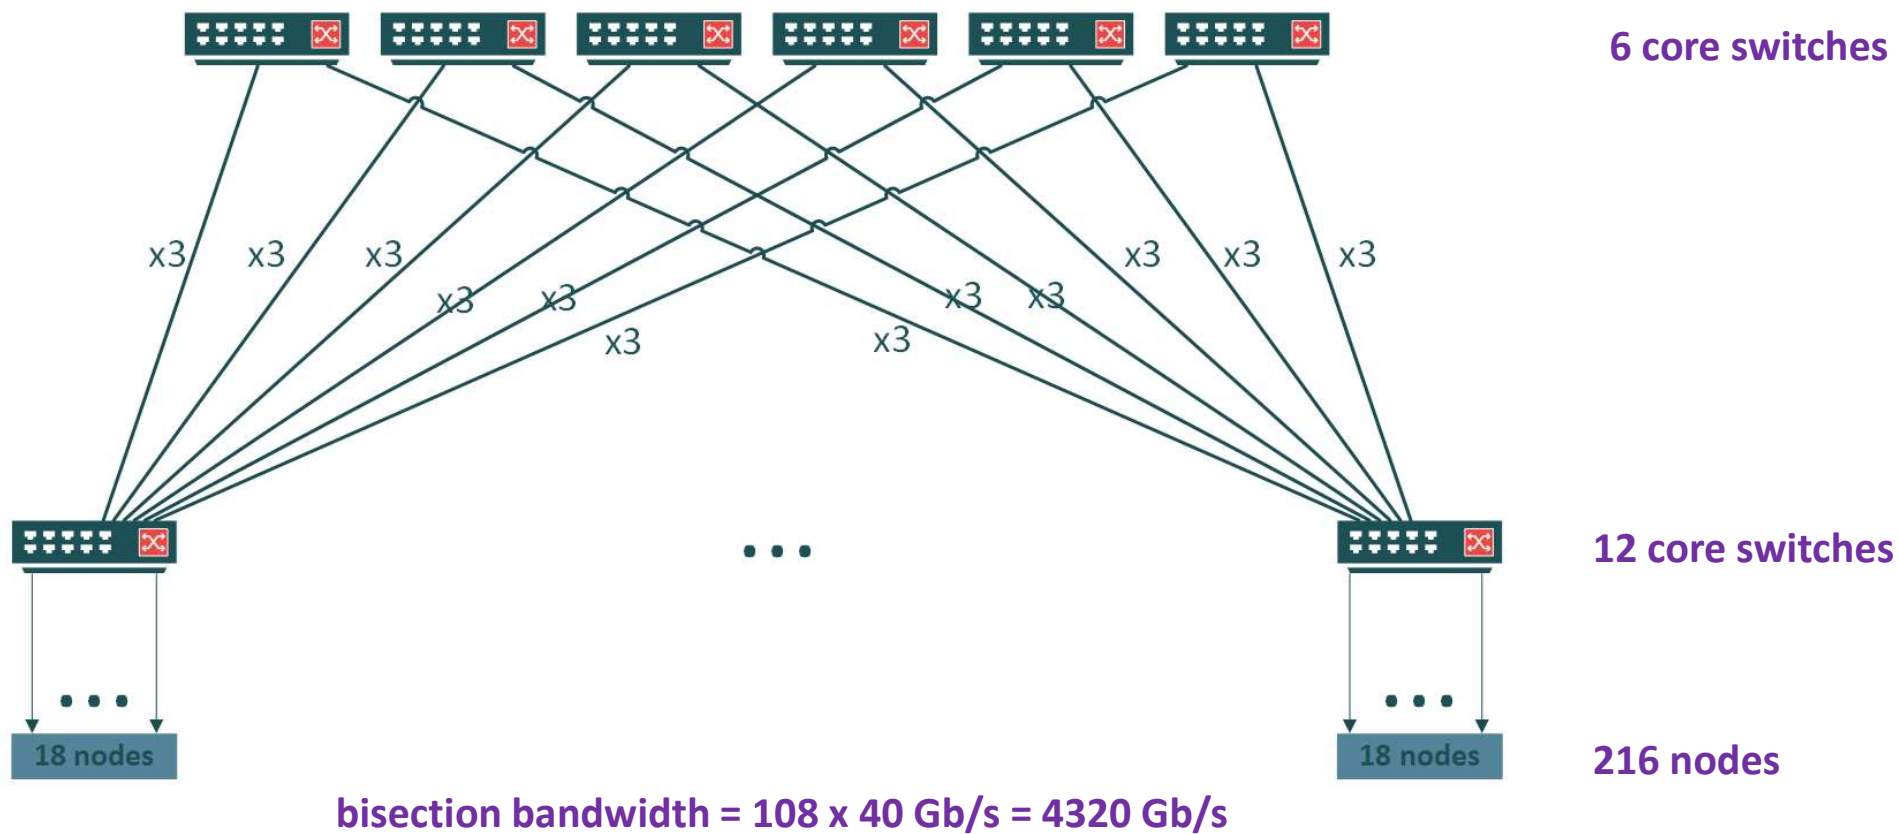 6 core switches
x3 x3 x3 x3 x3 x3
x3 x3 x3 x3
x3 x3
12 core switches
18 nodes 18 nodes 216 nodes
bisection bandwidth = 108 x 40 Gb/s = 4320 Gb/s